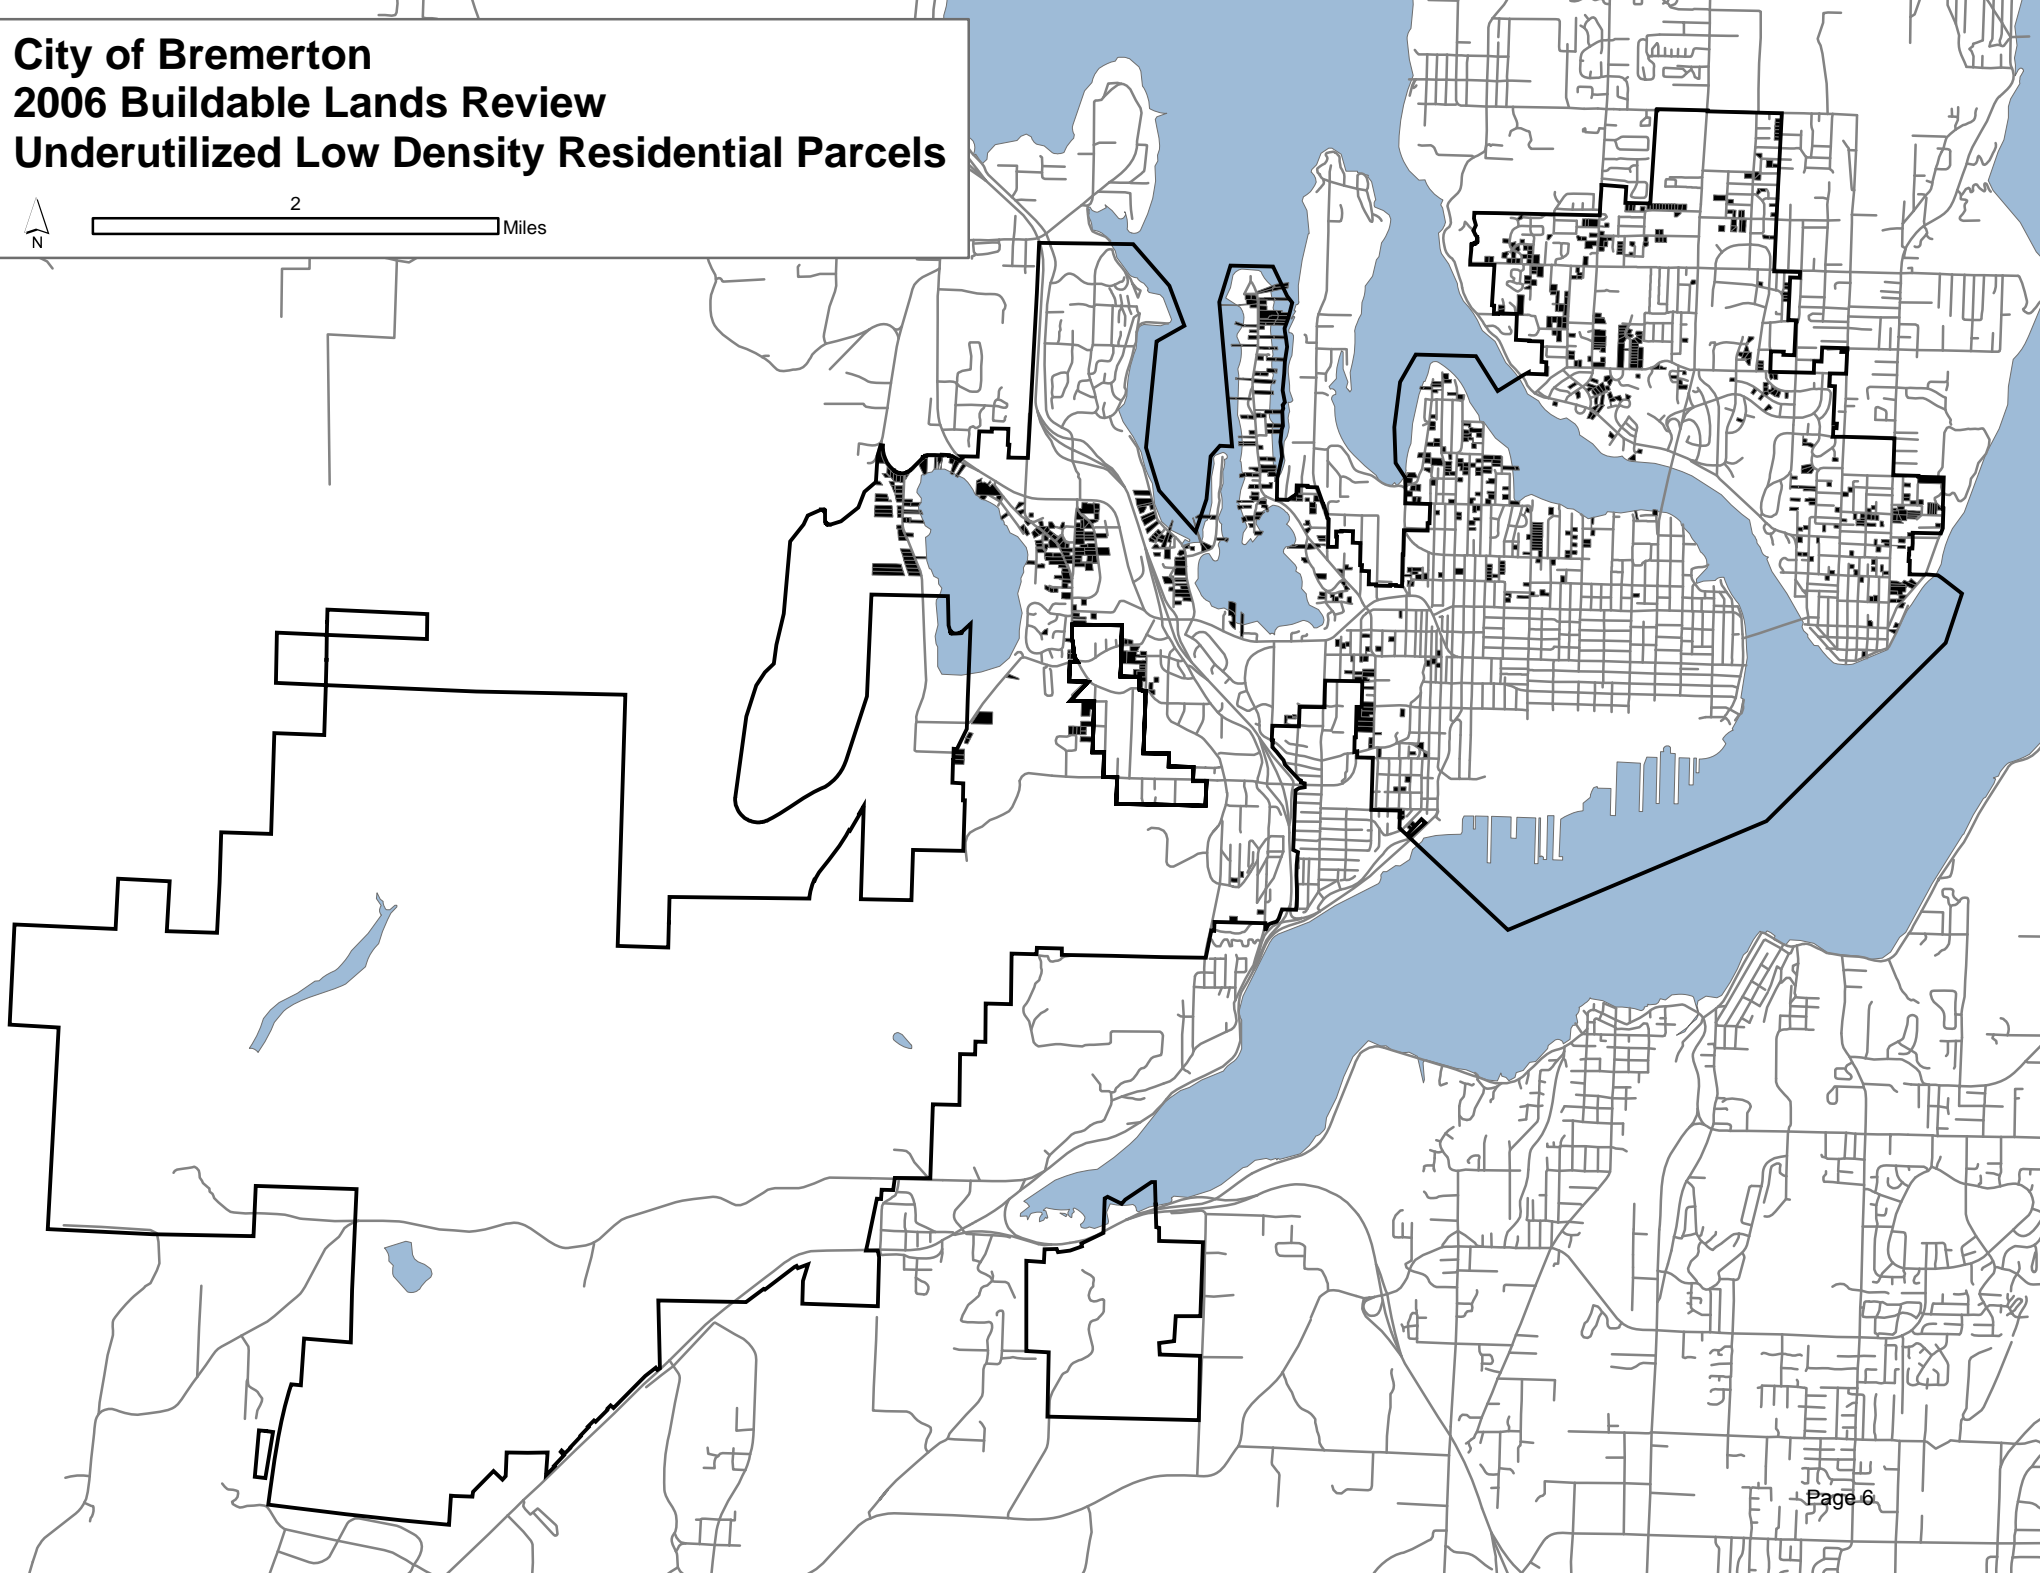 City of Bremerton
2006 Buildable Lands Review
Underutilized Low Density Residential Parcels
2
Miles
N
Page 6